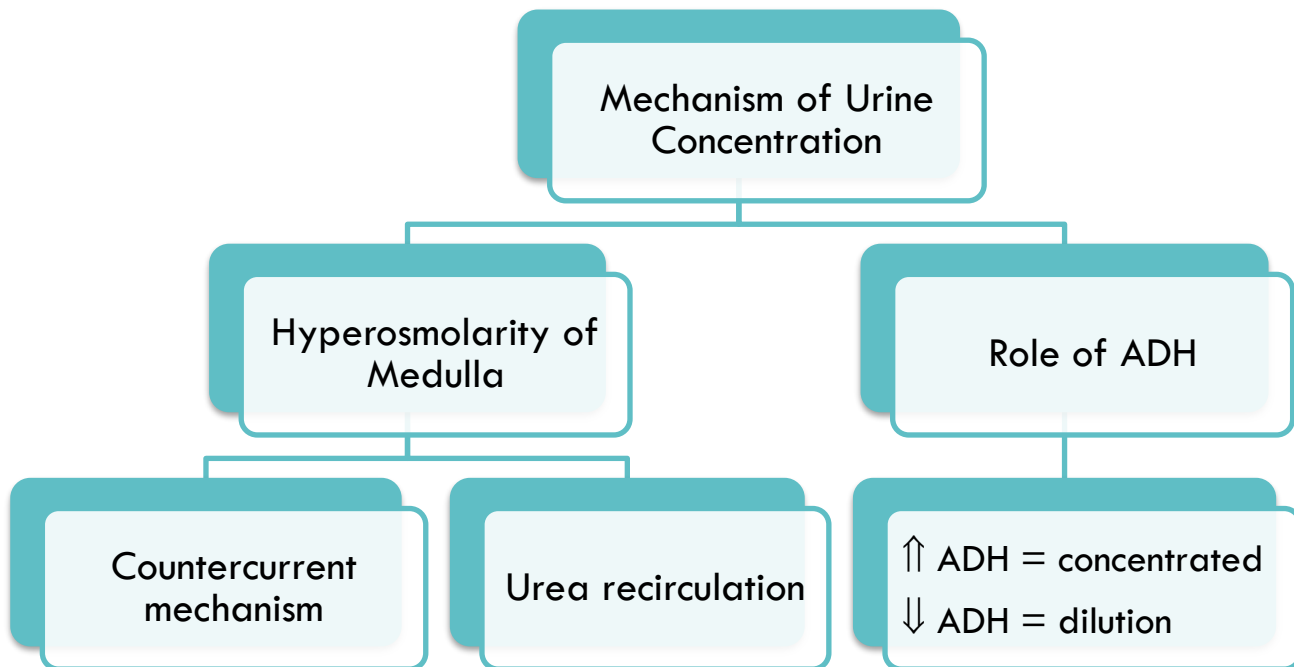 Mechanism of Urine
Concentration
Hyperosmolarity of
Medulla
Role of ADH
Countercurrent
mechanism
Urea recirculation
⇑ ADH = concentrated
⇓ ADH = dilution